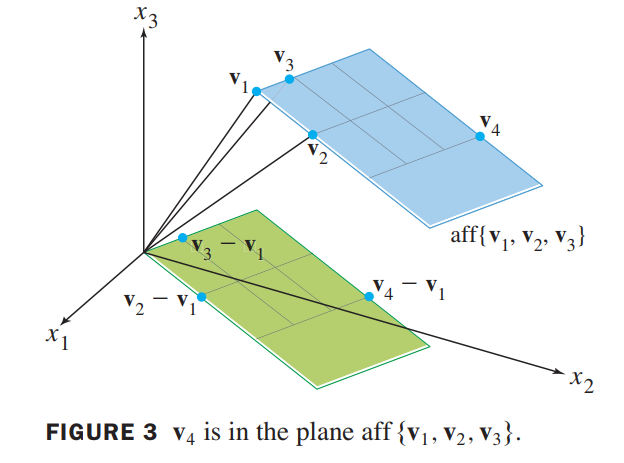 x₃
v₃
v₁
v₄
v₂
aff{v₁, v₂, v₃}
v₃ − v₁
v₄ − v₁
v₂ − v₁
x₁
x₂
FIGURE 3 v₄ is in the plane aff {v₁, v₂, v₃}.